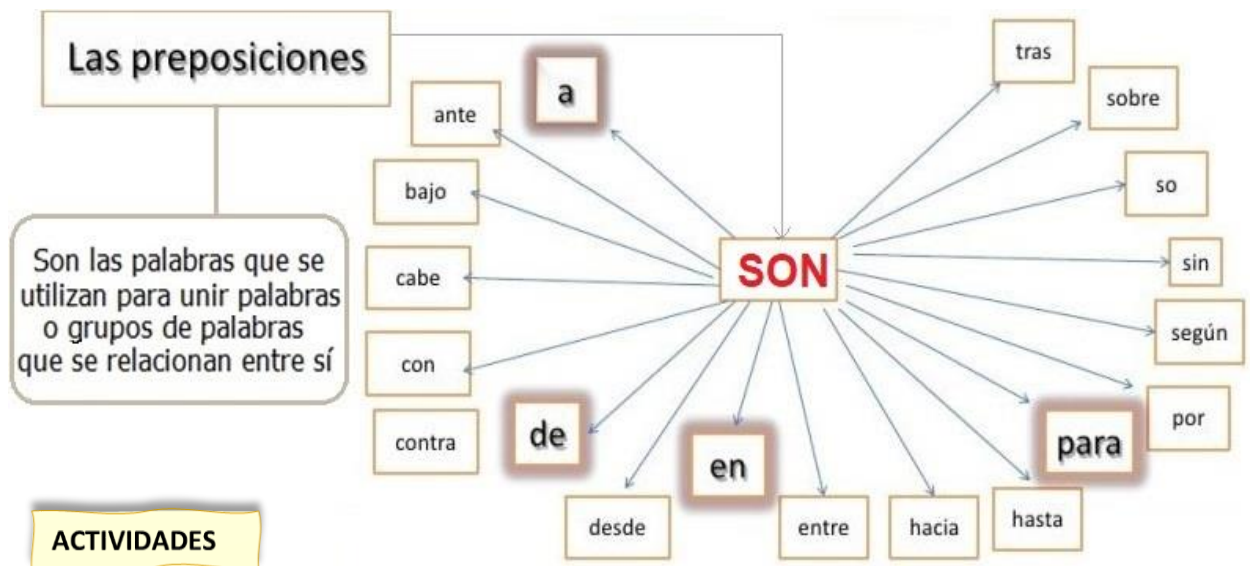 Las preposiciones
Son las palabras que se
utilizan para unir palabras
o grupos de palabras
que se relacionan entre sí
SON
a
ante
bajo
cabe
con
contra
de
desde
en
entre
hacia
hasta
para
por
según
sin
so
sobre
tras
ACTIVIDADES